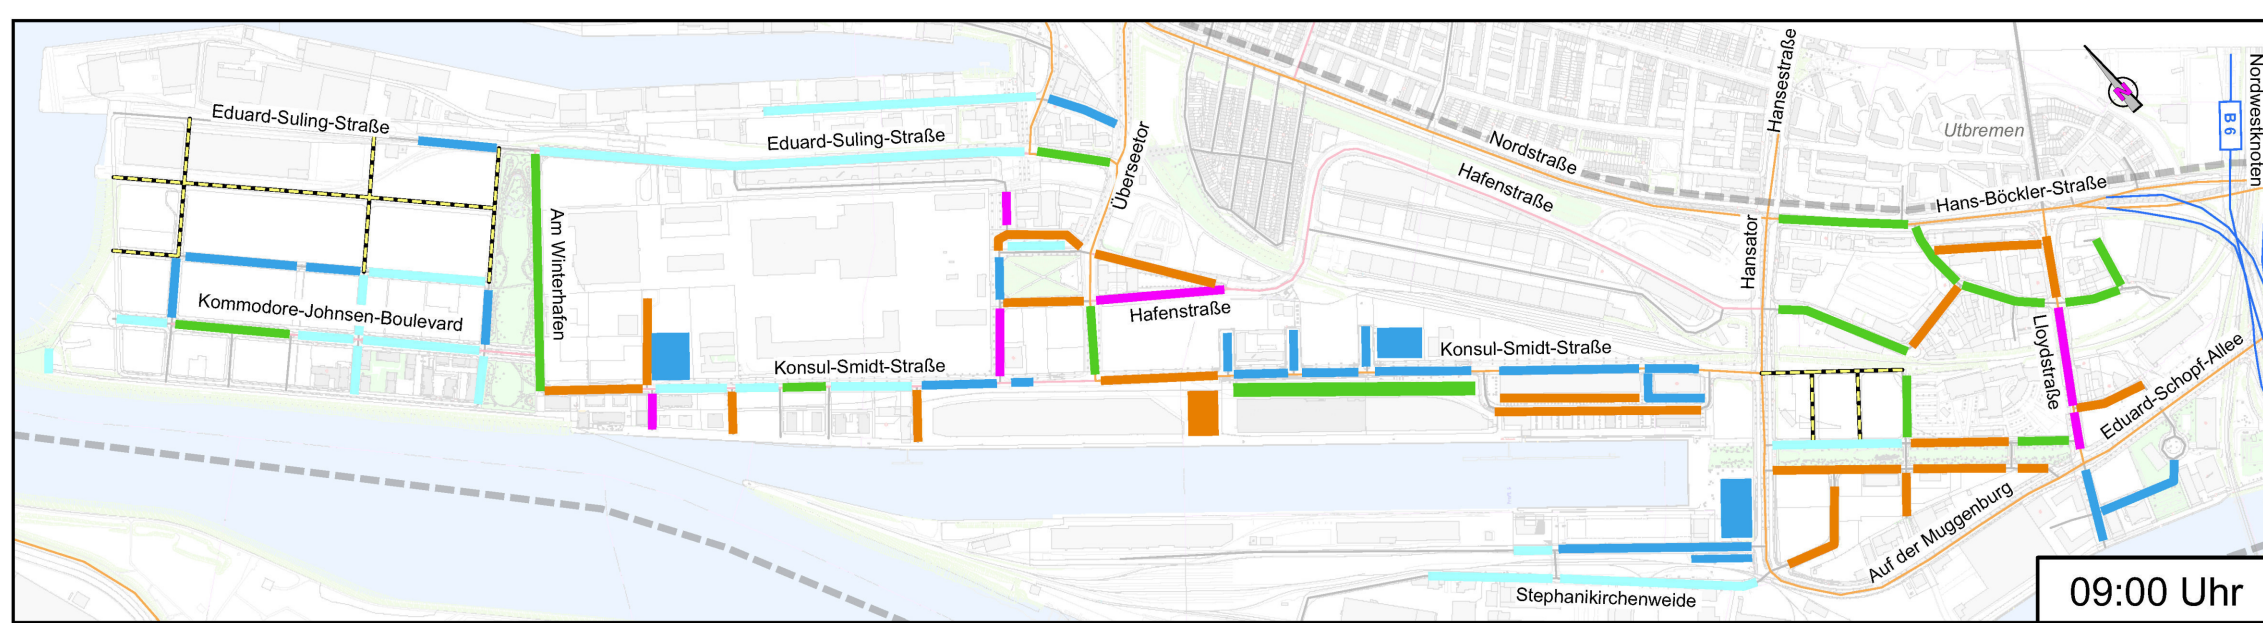 Eduard-Suling-Straße
Eduard-Suling-Straße
Überseetor
Nordstraße
Hafenstraße
Hansestraße
Utbremen
N
B 6
Nordwestknoten
Hans-Böckler-Straße
Hansator
Am Winterhafen
Kommodore-Johnsen-Boulevard
Hafenstraße
Konsul-Smidt-Straße
Konsul-Smidt-Straße
Lloydstraße
Eduard-Schopf-Allee
Auf der Muggenburg
Stephanikirchenweide
09:00 Uhr